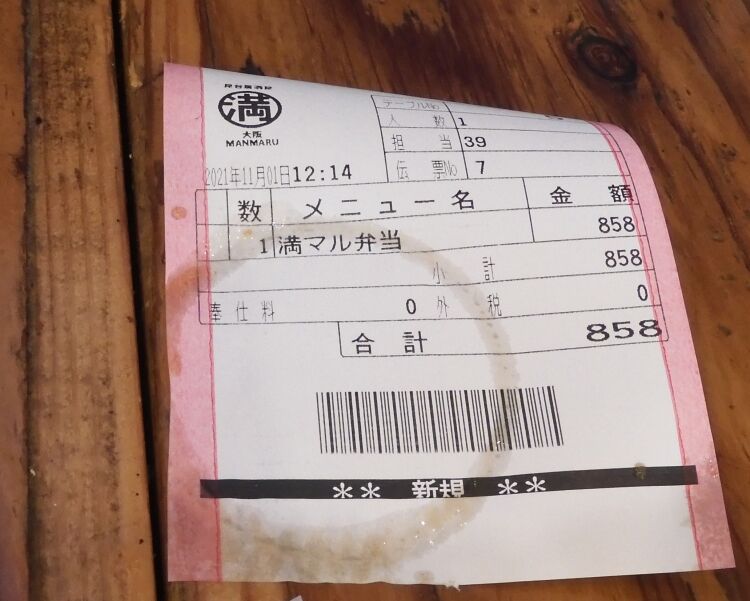 満
大阪
MANMARU
テーブルNo
人 数 1
担 当 39
伝 票No 7
2021年11月01日12:14
数 メニュー名 金 額
1 満マル弁当 858
小 計 858
奉仕料 0 外 税 0
合 計 858
** 新規 **